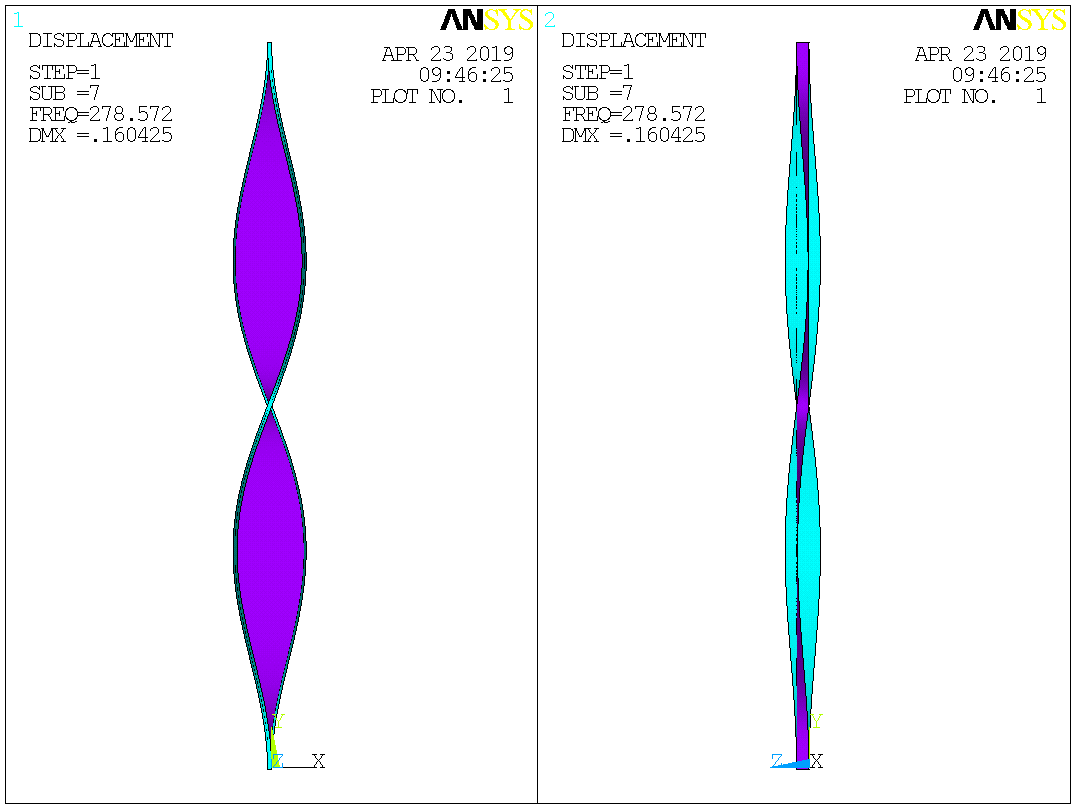 1
ANSYS
DISPLACEMENT
STEP=1
SUB =7
FREQ=278.572
DMX =.160425
APR 23 2019
09:46:25
PLOT NO. 1
Y
Z X
2
ANSYS
DISPLACEMENT
STEP=1
SUB =7
FREQ=278.572
DMX =.160425
APR 23 2019
09:46:25
PLOT NO. 1
Y
Z X